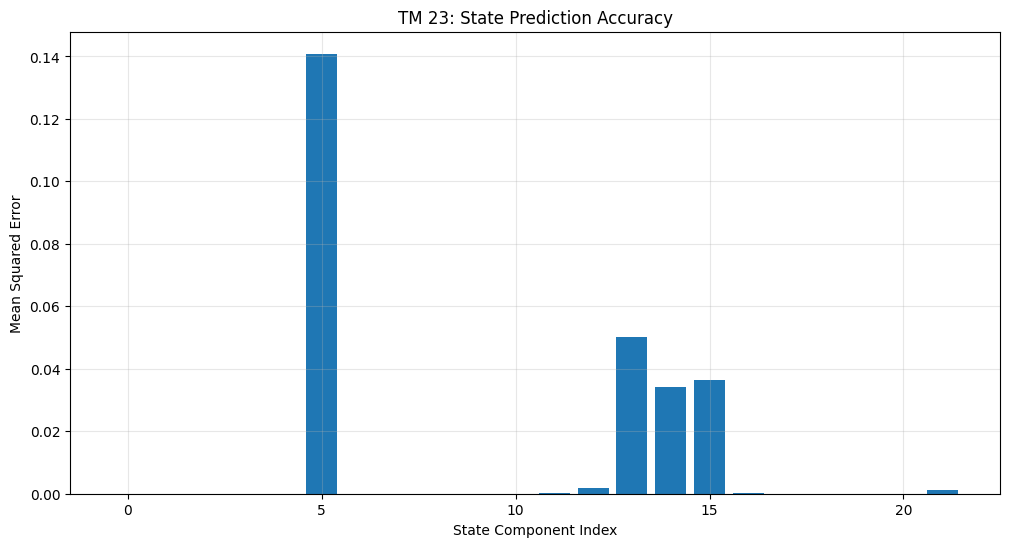 TM 23: State Prediction Accuracy
Mean Squared Error
0.14
0.12
0.10
0.08
0.06
0.04
0.02
0.00
0 5 10 15 20
State Component Index